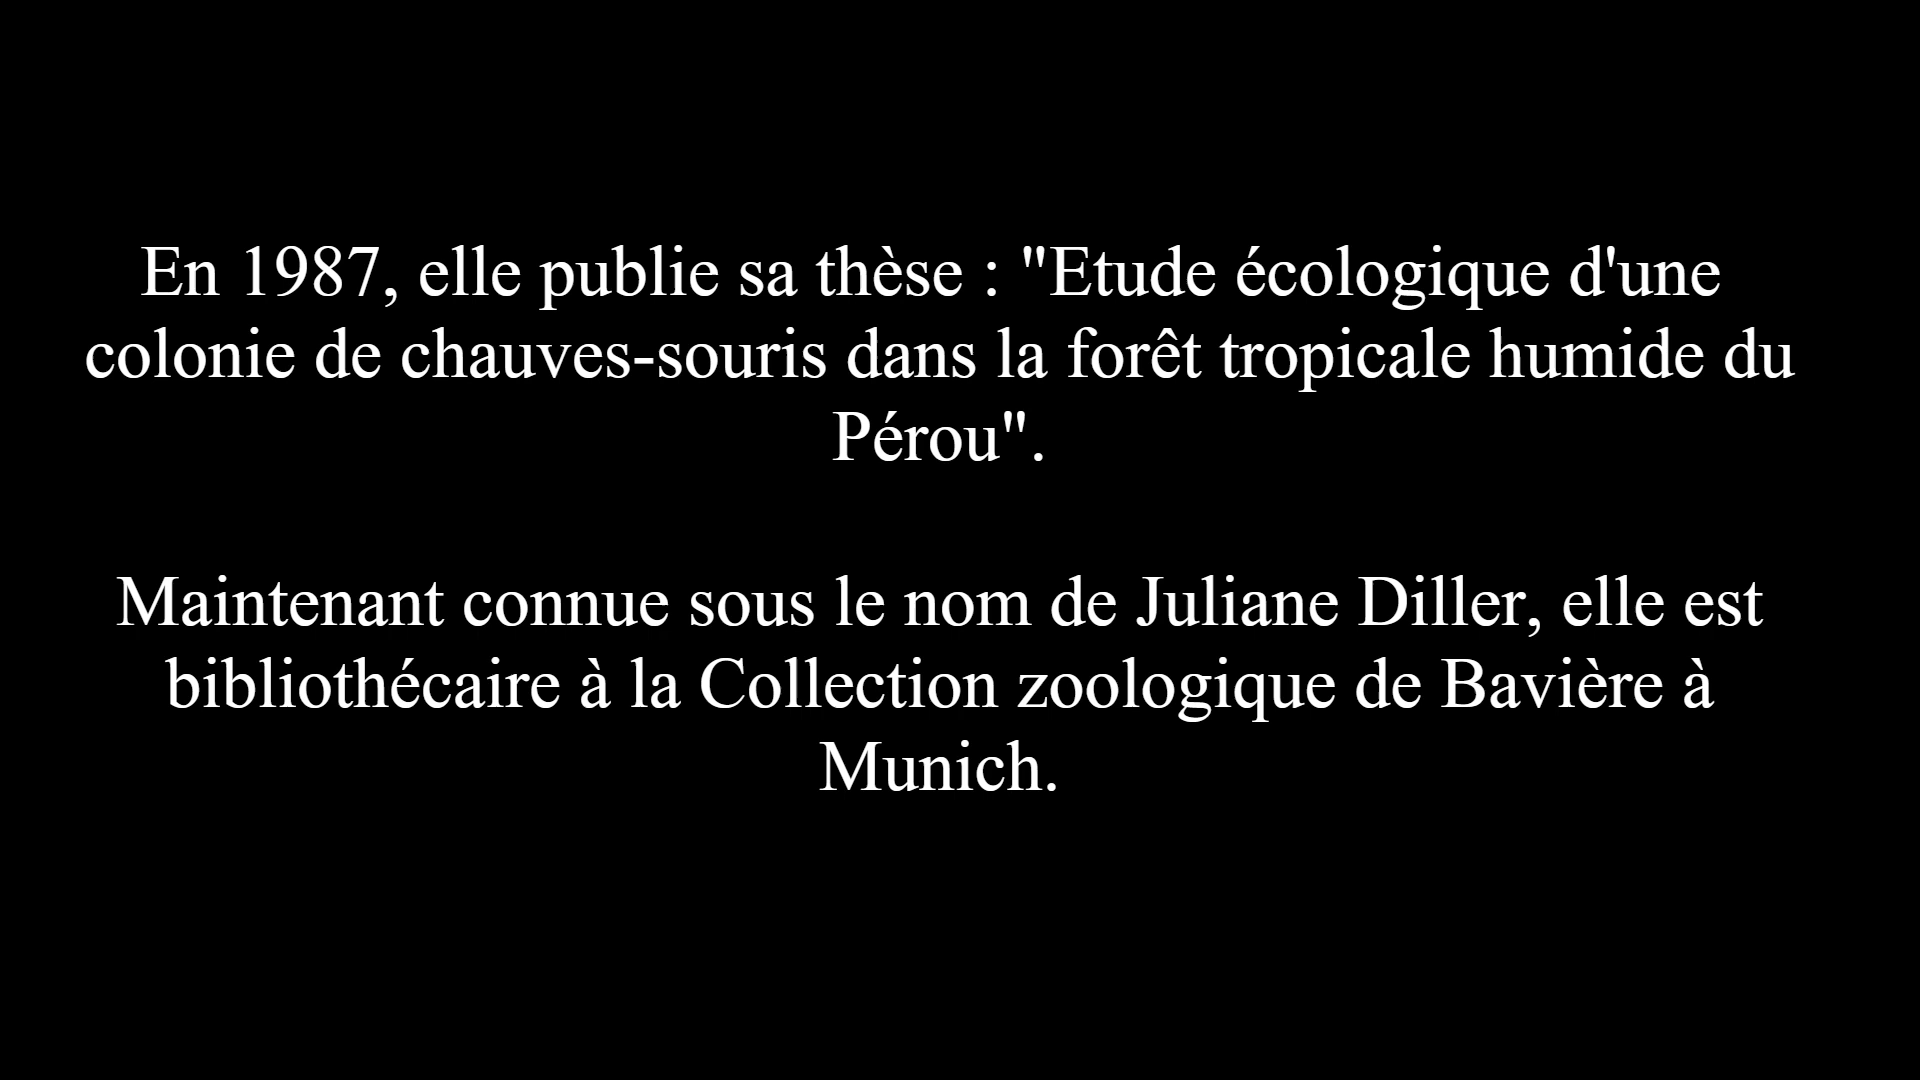 En 1987, elle publie sa thèse : "Etude écologique d'une
colonie de chauves-souris dans la forêt tropicale humide du
Pérou".
Maintenant connue sous le nom de Juliane Diller, elle est
bibliothécaire à la Collection zoologique de Bavière à
Munich.